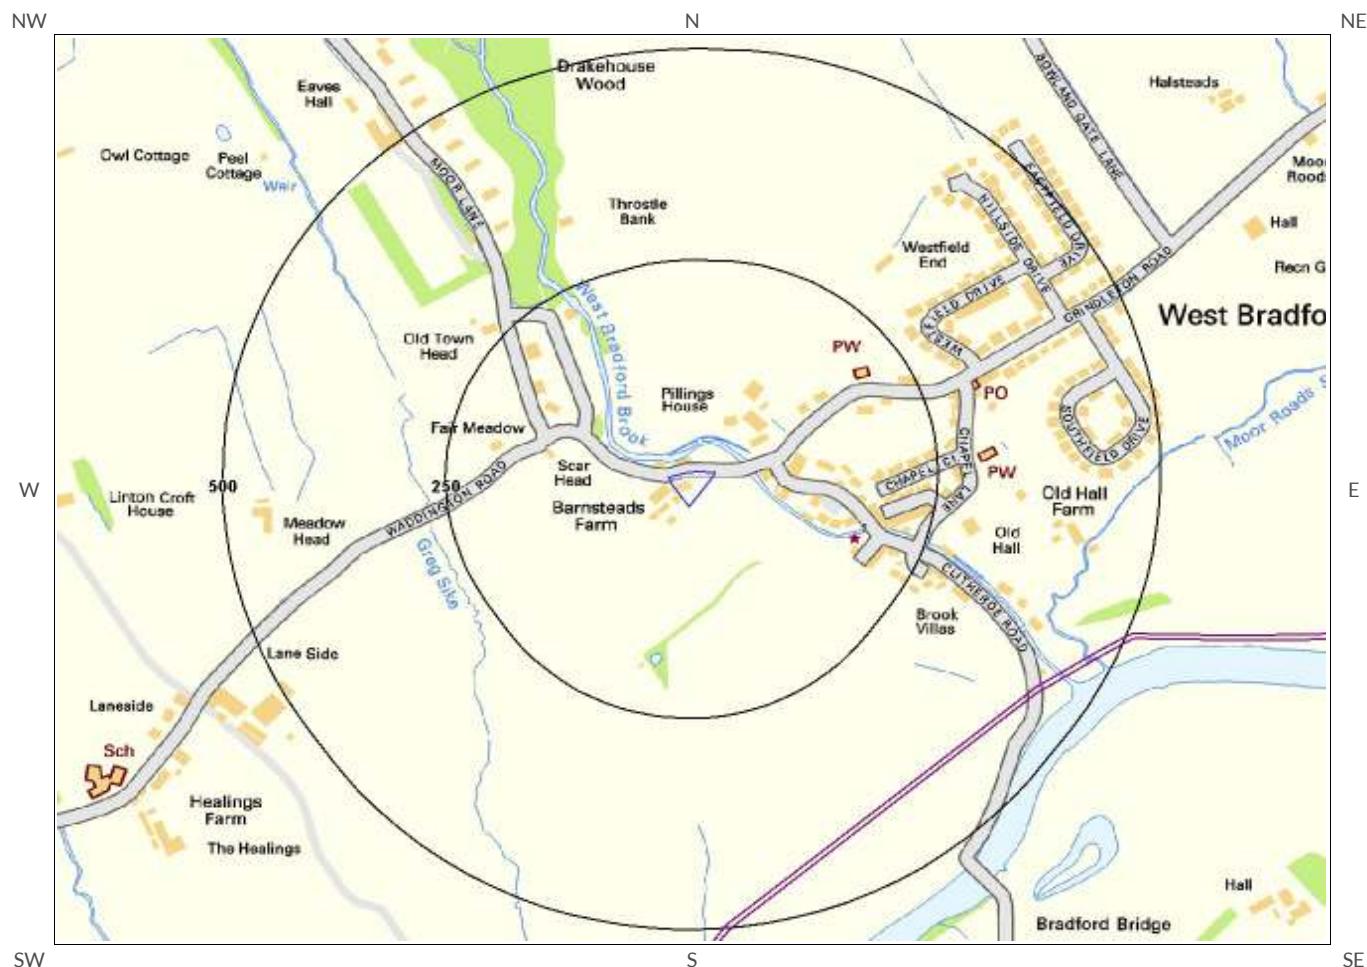 NW
N
NE
Drakehouse
Wood
Eaves
Hall
Halsteads
Owl Cottage
Peel
Cottage
Weir
MOOR LANE
BOWLAND GATE LANE
EASTFIELD DRIVE
HILLSIDE DRIVE
Throstle
Bank
Westfield
End
Hall
Recn G
WESTFIELD DRIVE
GRINDLETON ROAD
West Bradfo
West Bradford Brook
Old Town
Head
PW
Pillings
House
PO
SOUTHFIELD DRIVE
Moor Roads
Fair Meadow
CHAPEL LANE
CHAPEL CL
PW
Scar
Head
W
500
250
E
Linton Croft
House
Meadow
Head
WADDINGTON ROAD
Barnsteads
Farm
Old Hall
Farm
Old
Hall
Greg Sike
CLITHEROE ROAD
Brook
Villas
Lane Side
Laneside
Sch
Healings
Farm
The Healings
Hall
Bradford Bridge
SW
S
SE